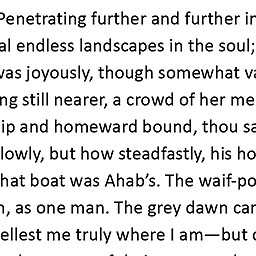 Penetrating further and further in
al endless landscapes in the soul;
was joyously, though somewhat va
ng still nearer, a crowd of her me
ip and homeward bound, thou sa
lowly, but how steadfastly, his ho
hat boat was Ahab’s. The waif-po
n, as one man. The grey dawn car
ellest me truly where I am—but c